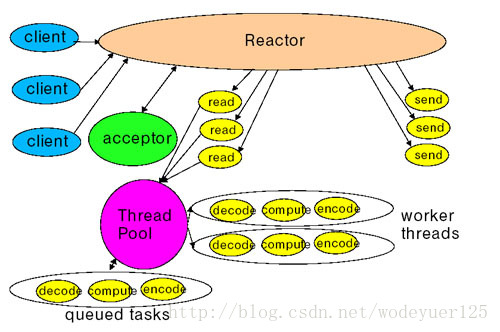 client
Reactor
client
read
send
client
acceptor
read
send
read
send
Thread
Pool
decode compute encode
worker
threads
decode compute encode
decode compute encode
queued tasks
http://blog.csdn.net/wodeyuer125